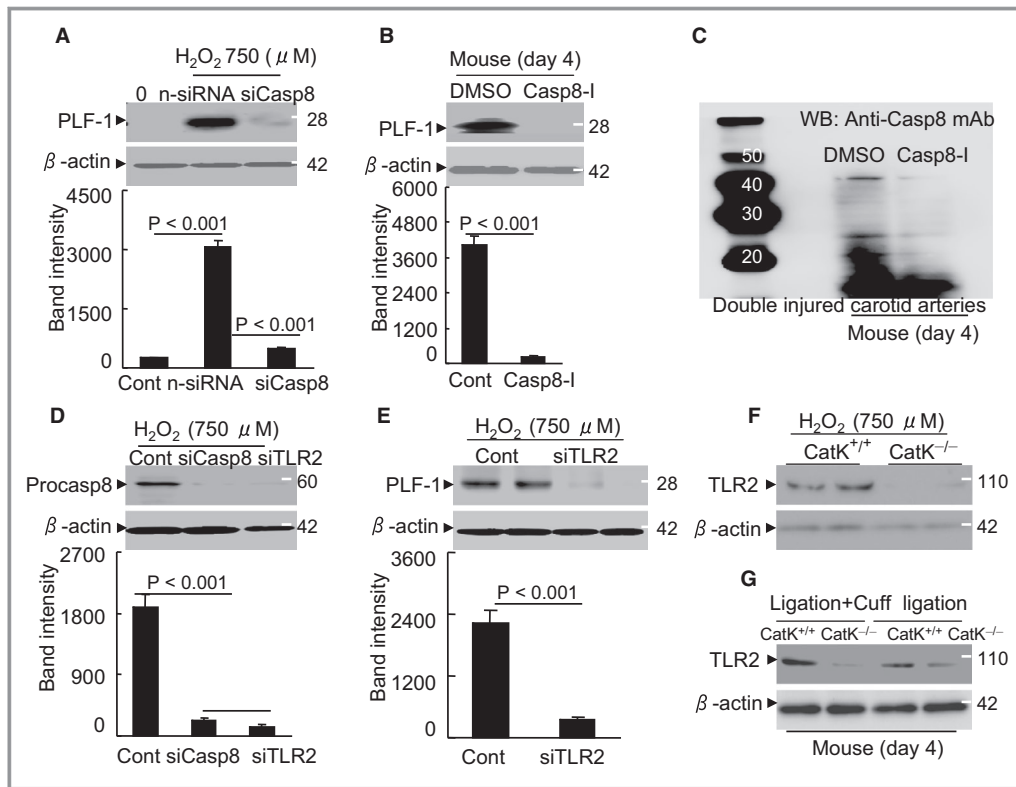 A
H2O2 750 (μM)
0 n-siRNA siCasp8
PLF-1 28
β-actin 42
Band intensity
4500
P < 0.001
3000
1500
P < 0.001
0
Cont n-siRNA siCasp8
B
Mouse (day 4)
DMSO Casp8-I
PLF-1 28
β-actin 42
Band intensity
6000
4800
P < 0.001
3600
2400
1200
0
Cont Casp8-I
C
WB: Anti-Casp8 mAb
DMSO Casp8-I
50
40
30
20
Double injured carotid arteries
Mouse (day 4)
D
H2O2 (750 μM)
Cont siCasp8 siTLR2
Procasp8 60
β-actin 42
Band intensity
2700
P < 0.001
1800
900
0
Cont siCasp8 siTLR2
E
H2O2 (750 μM)
Cont siTLR2
PLF-1 28
β-actin 42
Band intensity
3600
P < 0.001
2400
1200
0
Cont siTLR2
F
H2O2 (750 μM)
CatK+/+ CatK−/−
TLR2 110
β-actin 42
G
Ligation+Cuff ligation
CatK+/+ CatK−/− CatK+/+ CatK−/−
TLR2 110
β-actin 42
Mouse (day 4)